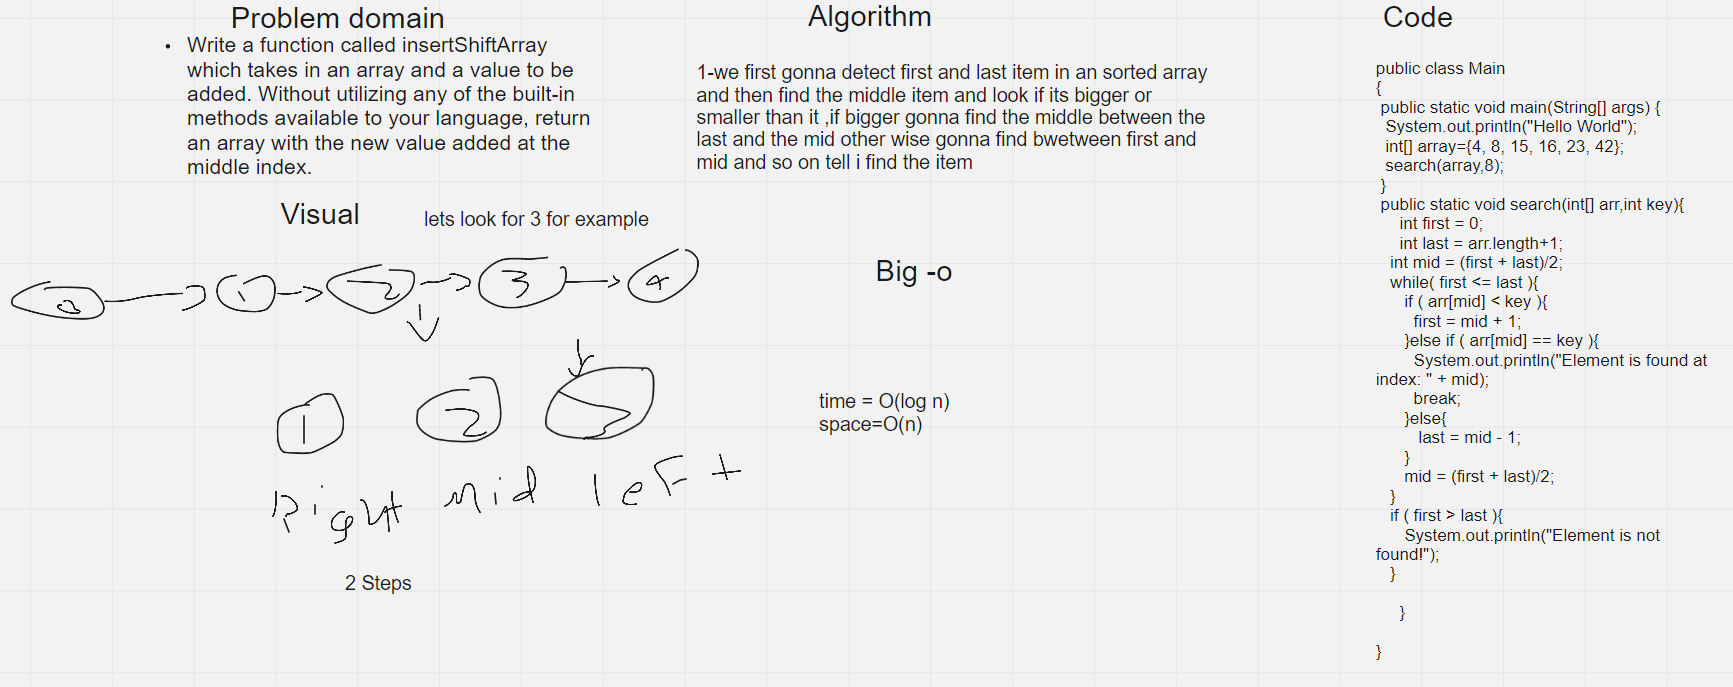 Problem domain
• Write a function called insertShiftArray
which takes in an array and a value to be
added. Without utilizing any of the built-in
methods available to your language, return
an array with the new value added at the
middle index.
Visual
lets look for 3 for example
1
2
3
4
1
2
Right mid left
2 Steps
Algorithm
1-we first gonna detect first and last item in an sorted array
and then find the middle item and look if its bigger or
smaller than it ,if bigger gonna find the middle between the
last and the mid other wise gonna find bwetween first and
mid and so on tell i find the item
Big -o
time = O(log n)
space=O(n)
Code
public class Main
{
public static void main(String[] args) {
System.out.println("Hello World");
int[] array={4, 8, 15, 16, 23, 42};
search(array,8);
}
public static void search(int[] arr,int key){
int first = 0;
int last = arr.length+1;
int mid = (first + last)/2;
while( first <= last ){
if ( arr[mid] < key ){
first = mid + 1;
}else if ( arr[mid] == key ){
System.out.println("Element is found at
index: " + mid);
break;
}else{
last = mid - 1;
}
mid = (first + last)/2;
}
if ( first > last ){
System.out.println("Element is not
found!");
}
}
}